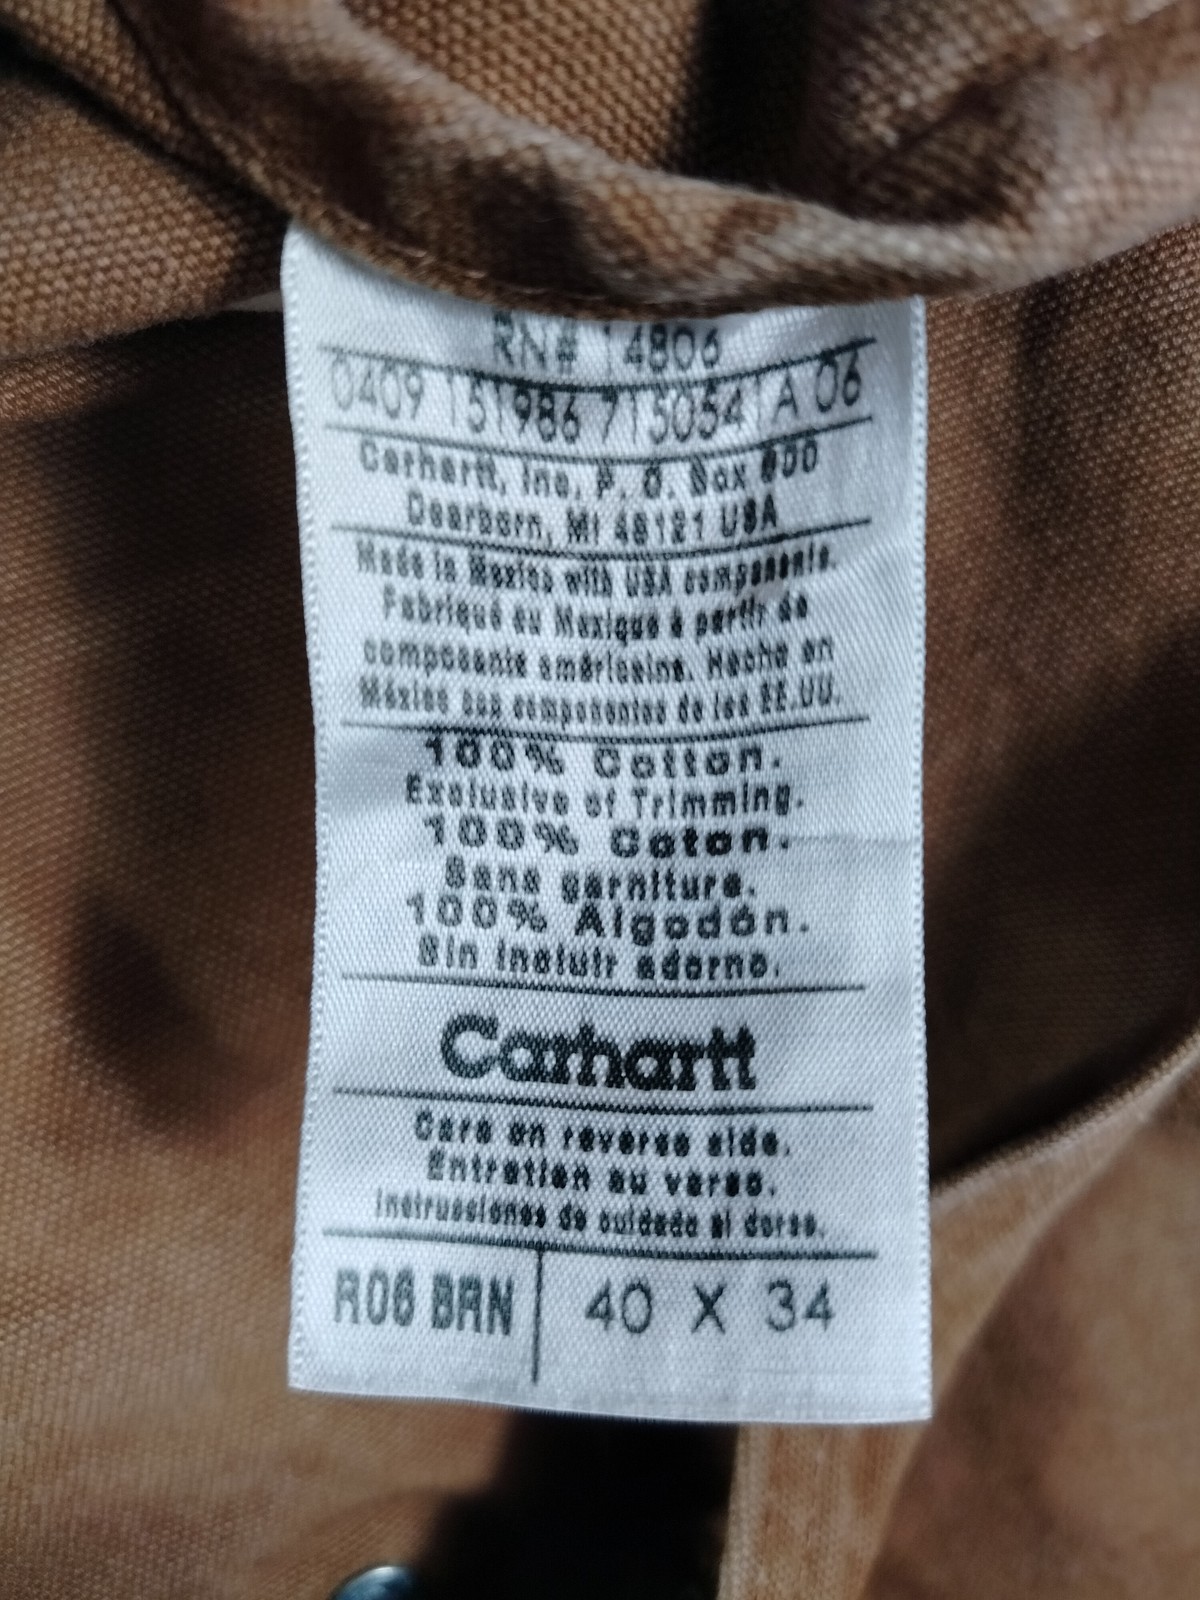 RN# 14806
0409 151986 715054 1A 06
Carhartt, Inc. P. O. Box 600
Dearborn, MI 48121 USA
Made in Mexico with USA components.
Fabriqué au Mexique à partir de
composants américains. Hecho en
México con componentes de los EE.UU.
100% Cotton.
Exclusive of Trimming.
100% Coton.
Sans garniture.
100% Algodón.
Sin incluir adorno.
Carhartt
Care on reverse side.
Entretien au verso.
Instrucciones de cuidado al dorso.
R06 BRN 40 X 34